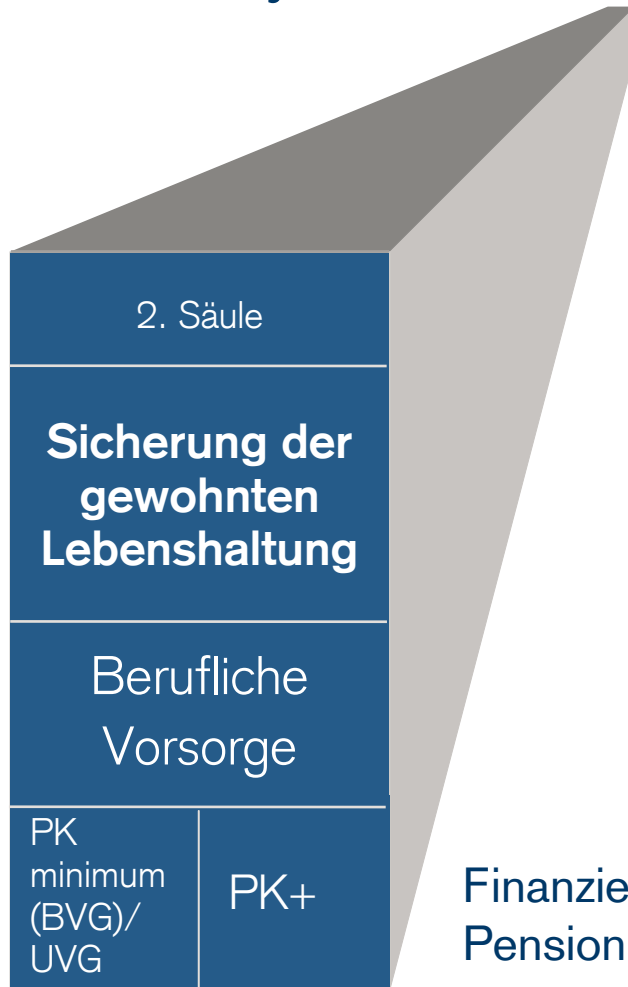 2. Säule
Sicherung der
gewohnten
Lebenshaltung
Berufliche
Vorsorge
PK
minimum
(BVG)/
UVG
PK+
Finanzie
Pension